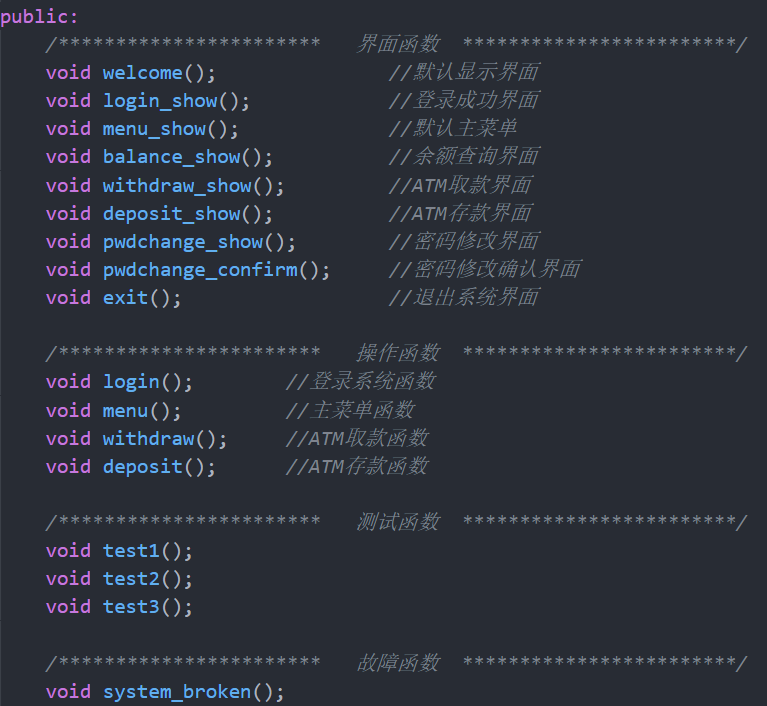 public:
/*********************** 界面函数 ************************/
void welcome(); //默认显示界面
void login_show(); //登录成功界面
void menu_show(); //默认主菜单
void balance_show(); //余额查询界面
void withdraw_show(); //ATM取款界面
void deposit_show(); //ATM存款界面
void pwdchange_show(); //密码修改界面
void pwdchange_confirm(); //密码修改确认界面
void exit(); //退出系统界面
/*********************** 操作函数 ************************/
void login(); //登录系统函数
void menu(); //主菜单函数
void withdraw(); //ATM取款函数
void deposit(); //ATM存款函数
/*********************** 测试函数 ************************/
void test1();
void test2();
void test3();
/*********************** 故障函数 ************************/
void system_broken();